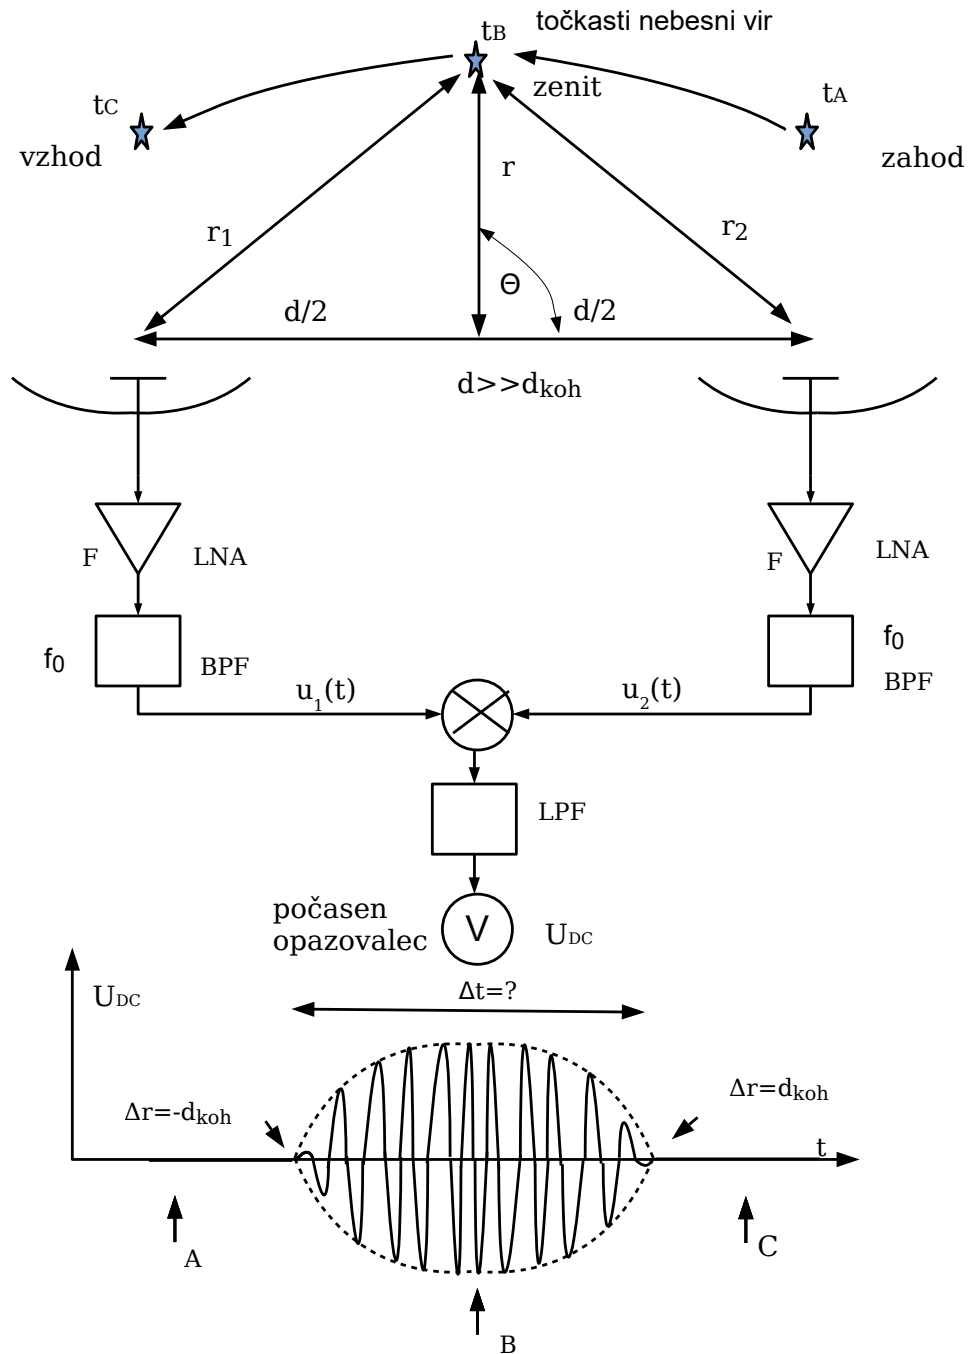 točkasti nebesni vir
tB
zenit
tC
tA
vzhod
zahod
r
r1
r2
Θ
d/2
d/2
d>>dkoh
F
LNA
F
LNA
f0
BPF
f0
BPF
u1(t)
u2(t)
LPF
počasen
opazovalec
V
UDC
UDC
Δt=?
Δr=-dkoh
Δr=dkoh
t
A
C
B